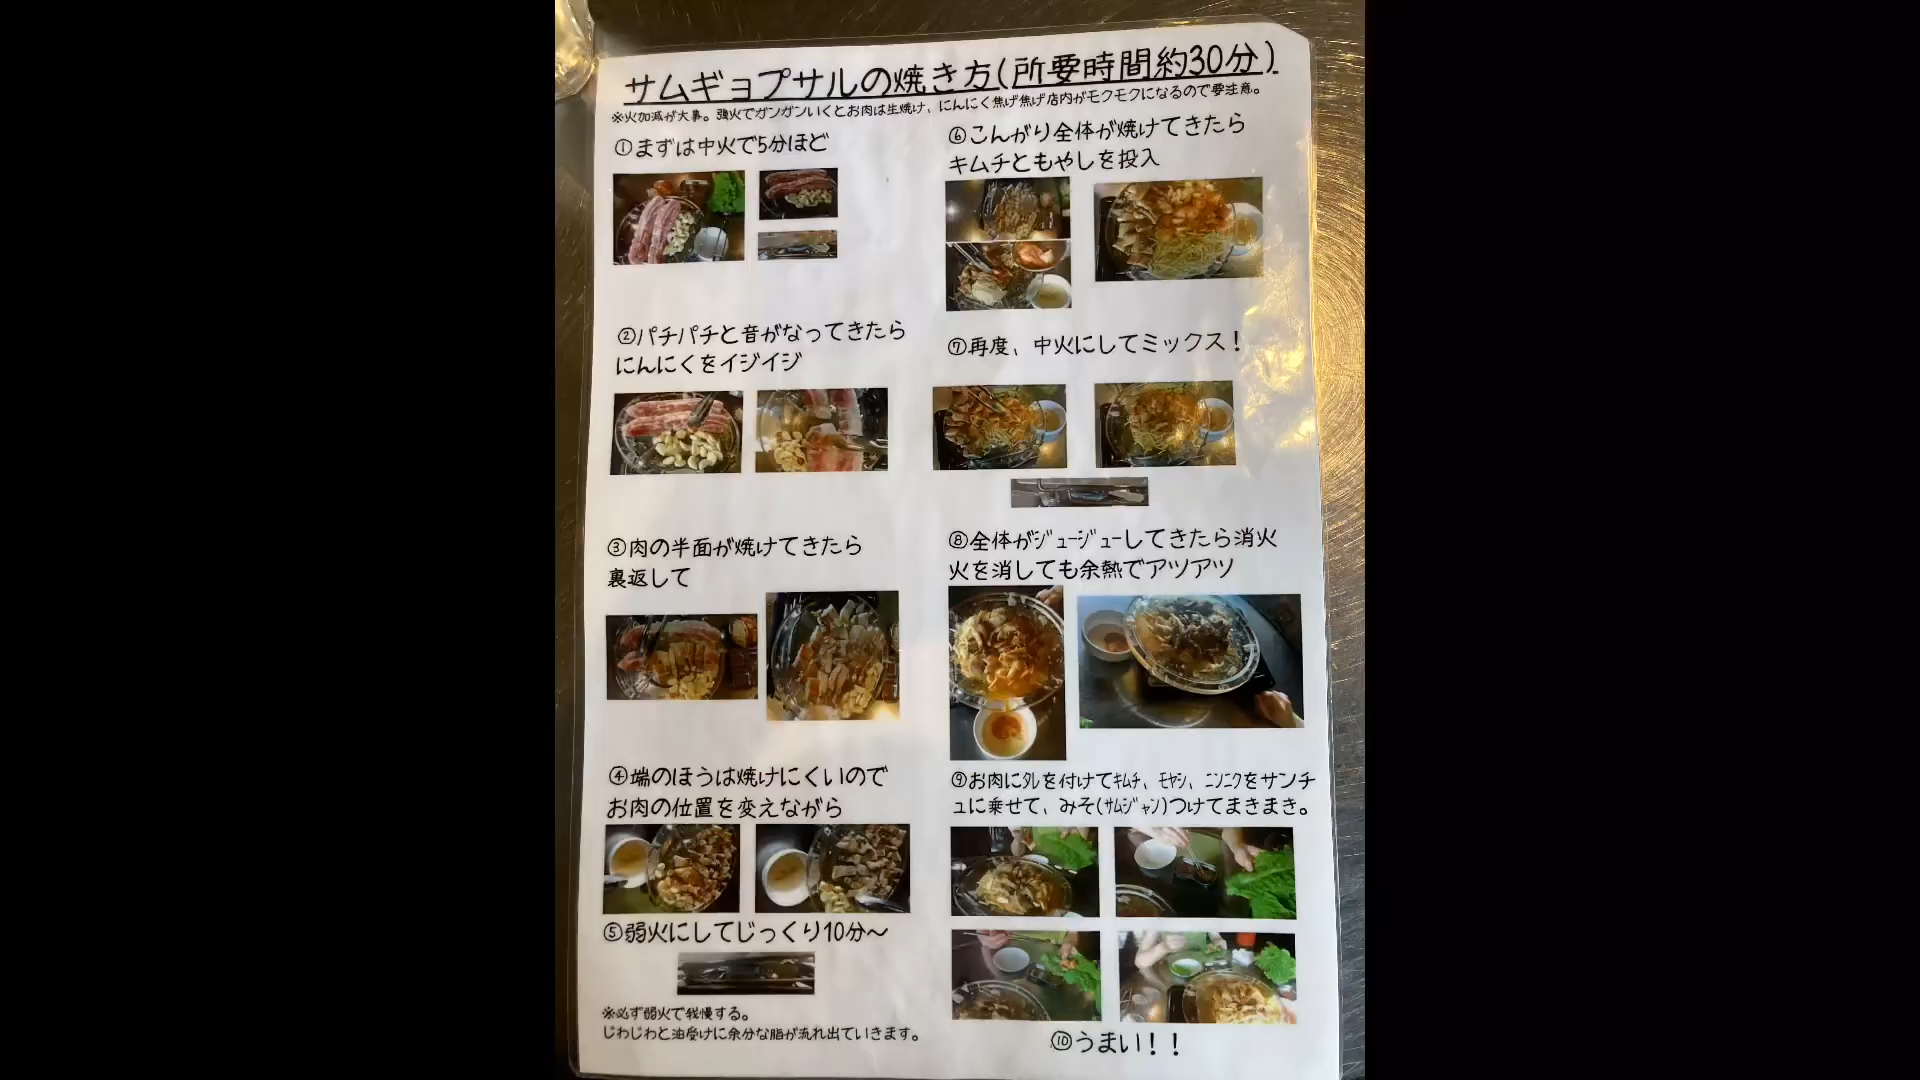 サムギョプサルの焼き方(所要時間約30分)
※火加減が大事。強火でガンガンいくとお肉は生焼け、にんにく焦げ焦げ店内がモクモクになるので要注意。
①まずは中火で5分ほど
②パチパチと音がなってきたら
にんにくをイジイジ
③肉の半面が焼けてきたら
裏返して
④端のほうは焼けにくいので
お肉の位置を変えながら
⑤弱火にしてじっくり10分〜
※必ず弱火で我慢する。
じわじわと油受けに余分な脂が流れ出ていきます。
⑥こんがり全体が焼けてきたら
キムチともやしを投入
⑦再度、中火にしてミックス！
⑧全体がｼﾞｭｰｼﾞｭｰしてきたら消火
火を消しても余熱でアツアツ
⑨お肉にﾀﾚを付けてｷﾑﾁ、ﾓﾔｼ、ﾆﾝﾆｸをサンチ
ュに乗せて、みそ(ｻﾑｼﾞｬﾝ)つけてまきまき。
⑩うまい！！